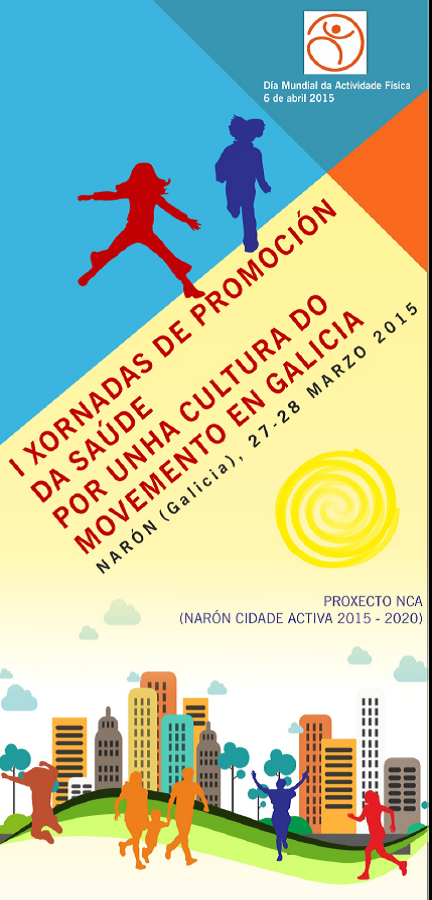 Día Mundial da Actividade Física
6 de abril 2015
I XORNADAS DE PROMOCIÓN
DA SAÚDE
POR UNHA CULTURA DO
MOVEMENTO EN GALICIA
NARÓN (Galicia), 27-28 MARZO 2015
PROXECTO NCA
(NARÓN CIDADE ACTIVA 2015 - 2020)